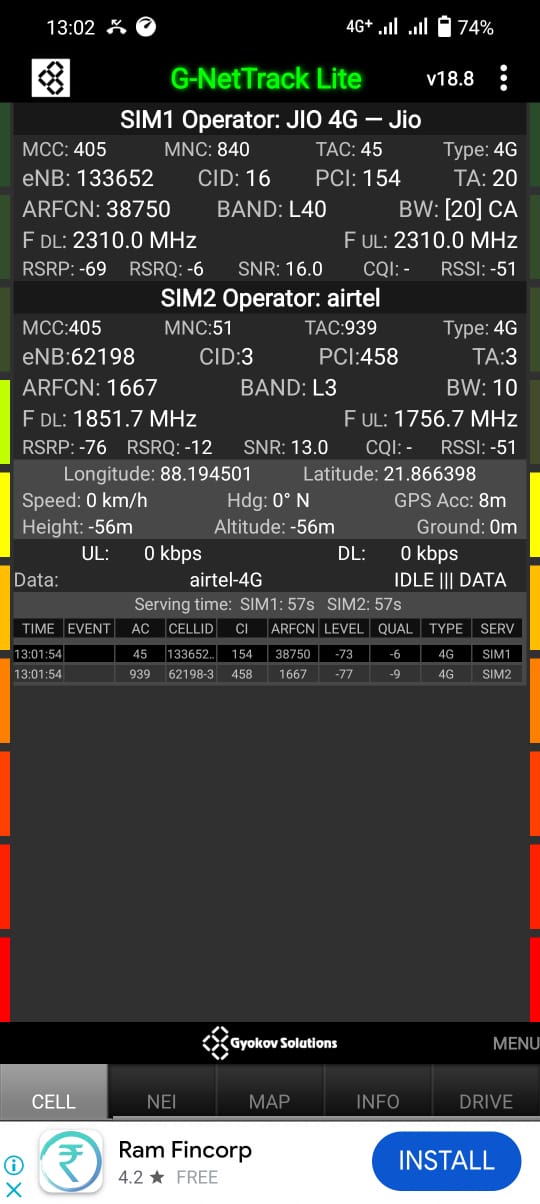 13:02 4G+ 74%
G-NetTrack Lite v18.8
SIM1 Operator: JIO 4G — Jio
MCC: 405 MNC: 840 TAC: 45 Type: 4G
eNB: 133652 CID: 16 PCI: 154 TA: 20
ARFCN: 38750 BAND: L40 BW: [20] CA
F DL: 2310.0 MHz F UL: 2310.0 MHz
RSRP: -69 RSRQ: -6 SNR: 16.0 CQI: - RSSI: -51
SIM2 Operator: airtel
MCC:405 MNC:51 TAC:939 Type: 4G
eNB:62198 CID:3 PCI:458 TA:3
ARFCN: 1667 BAND: L3 BW: 10
F DL: 1851.7 MHz F UL: 1756.7 MHz
RSRP: -76 RSRQ: -12 SNR: 13.0 CQI: - RSSI: -51
Longitude: 88.194501 Latitude: 21.866398
Speed: 0 km/h Hdg: 0° N GPS Acc: 8m
Height: -56m Altitude: -56m Ground: 0m
UL: 0 kbps DL: 0 kbps
Data: airtel-4G IDLE ||| DATA
Serving time: SIM1: 57s SIM2: 57s
TIME EVENT AC CELLID CI ARFCN LEVEL QUAL TYPE SERV
13:01:54 45 133652.. 154 38750 -73 -6 4G SIM1
13:01:54 939 62198-3 458 1667 -77 -9 4G SIM2
Gyokov Solutions MENU
CELL NEI MAP INFO DRIVE
Ram Fincorp
4.2 ★ FREE
INSTALL